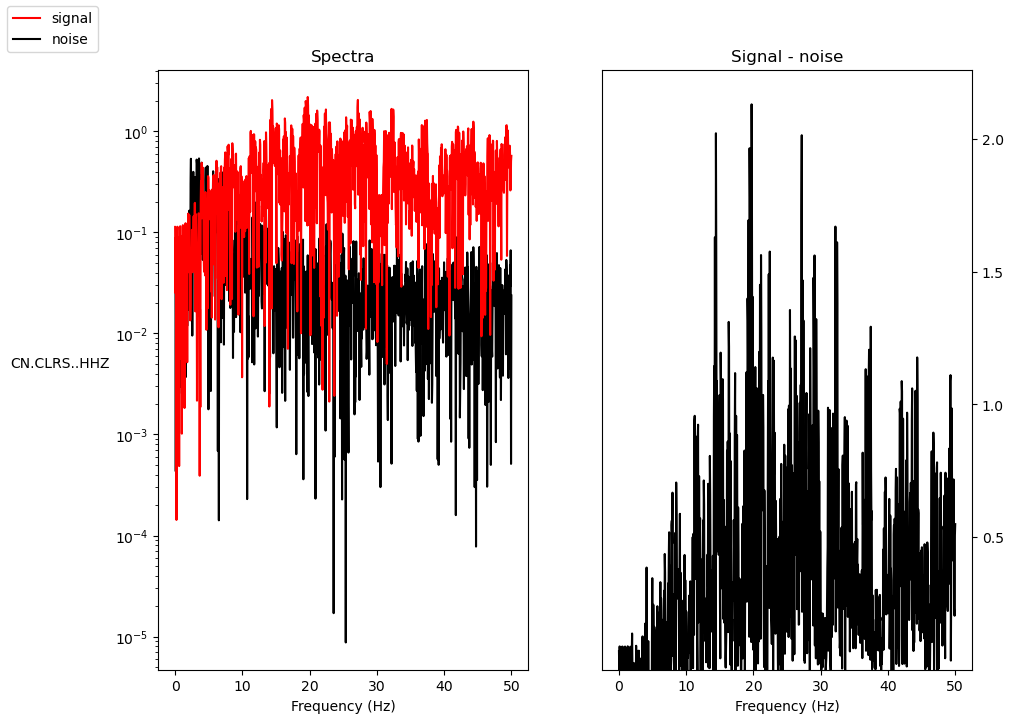 signal
noise
Spectra
Signal - noise
10⁰
10⁻¹
10⁻²
10⁻³
10⁻⁴
10⁻⁵
2.0
1.5
1.0
0.5
CN.CLRS..HHZ
0 10 20 30 40 50
0 10 20 30 40 50
Frequency (Hz)
Frequency (Hz)